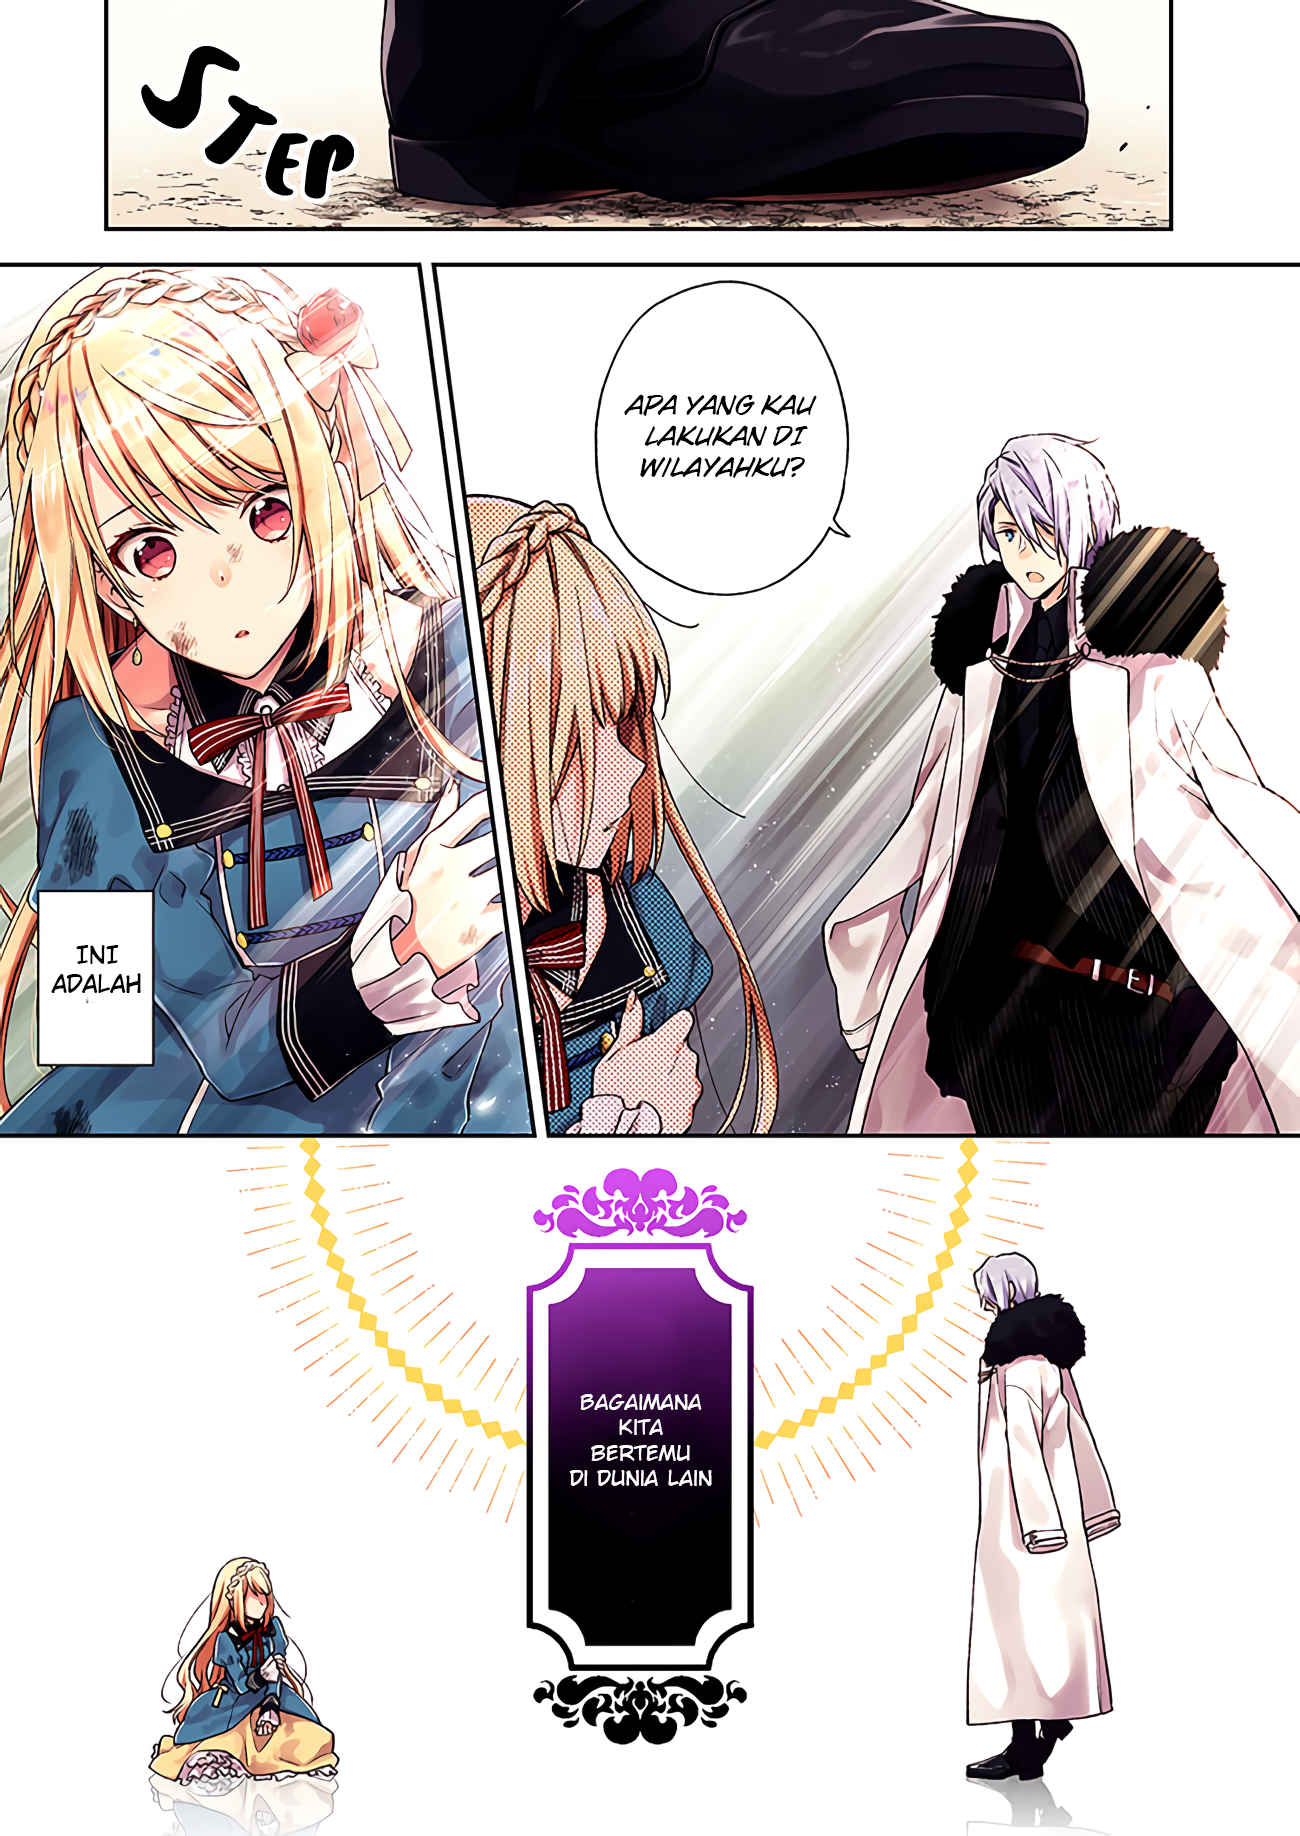 STEP
APA YANG KAU
LAKUKAN DI
WILAYAHKU?
INI
ADALAH
BAGAIMANA
KITA
BERTEMU
DI DUNIA LAIN